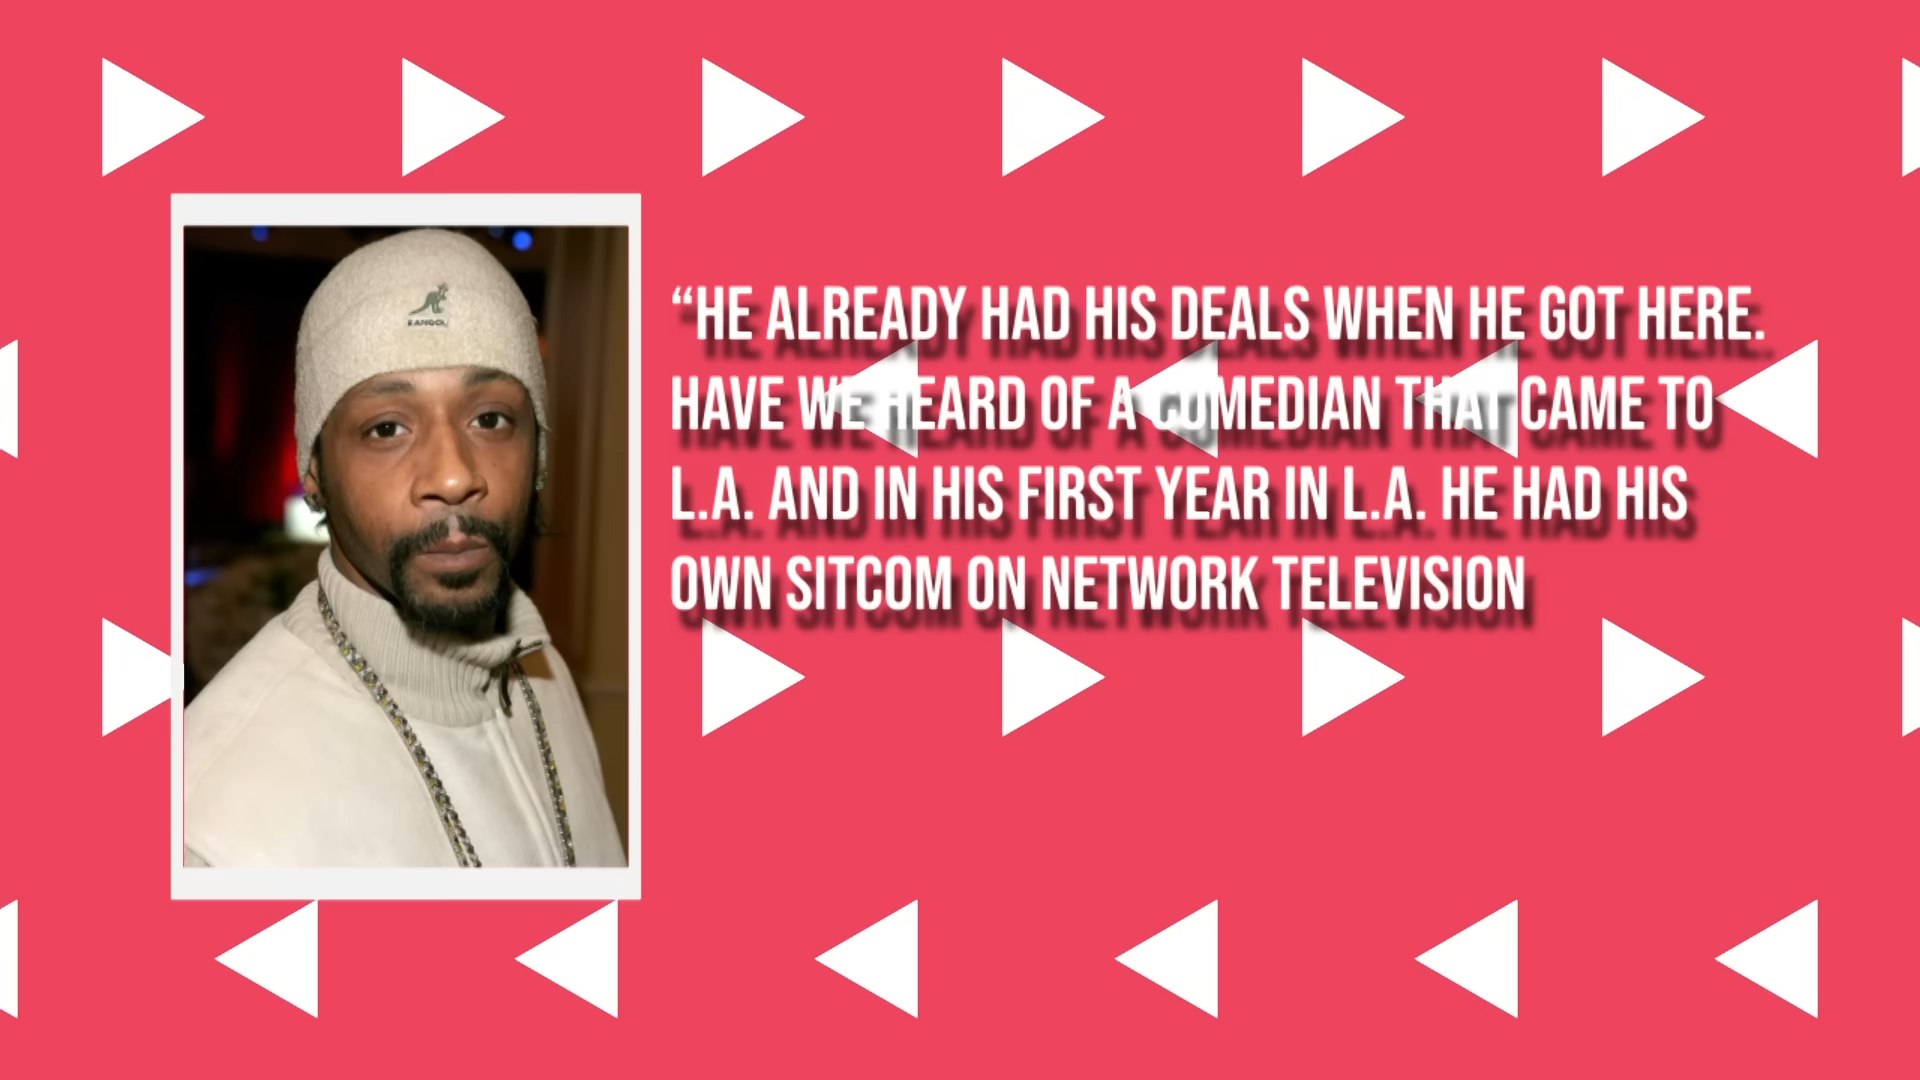 KANGOL
“HE ALREADY HAD HIS DEALS WHEN HE GOT HERE.
HAVE WE HEARD OF A COMEDIAN THAT CAME TO
L.A. AND IN HIS FIRST YEAR IN L.A. HE HAD HIS
OWN SITCOM ON NETWORK TELEVISION